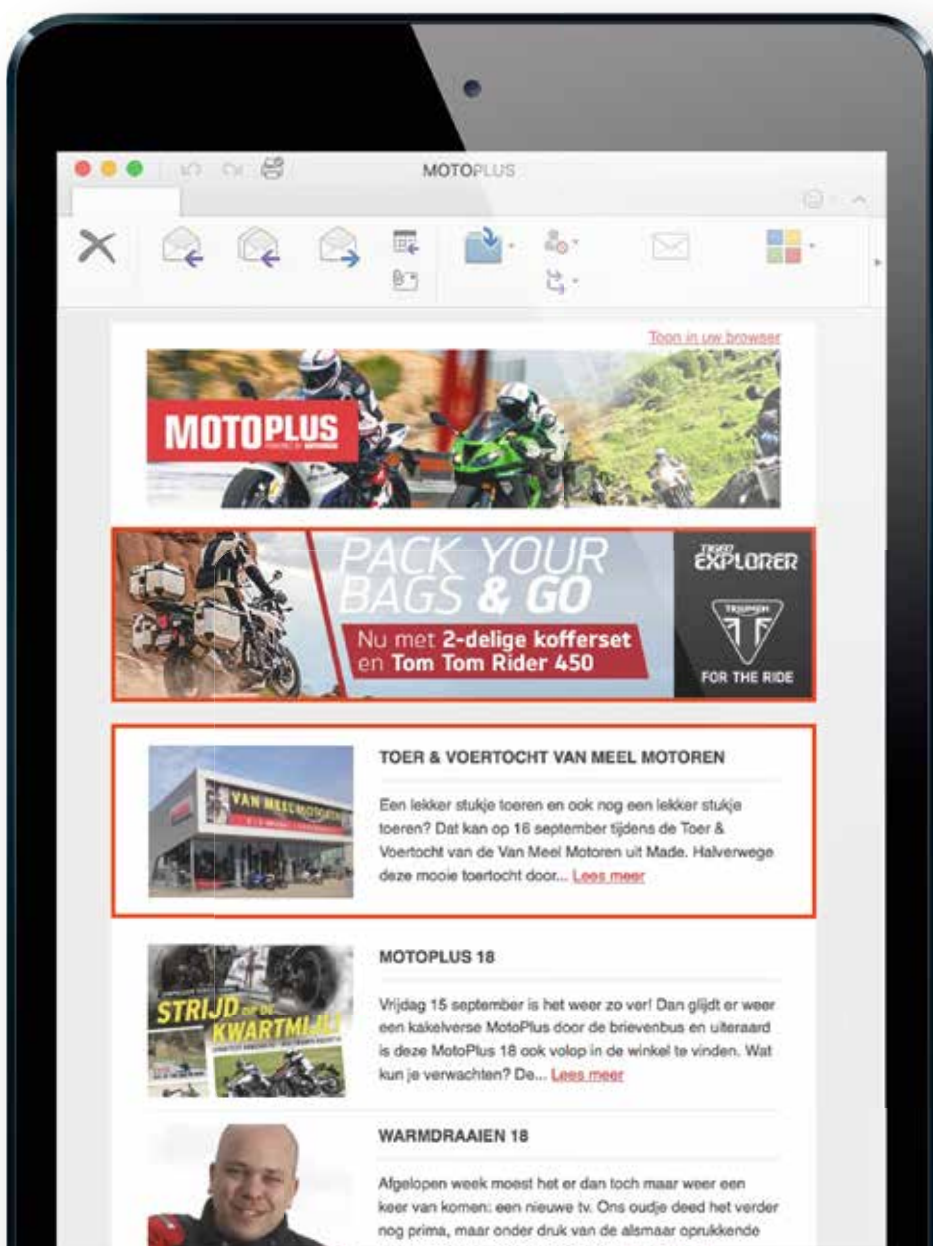 MOTOPLUS
Toon in uw browser
MOTOPLUS
PACK YOUR
BAGS & GO
Nu met 2-delige kofferset
en Tom Tom Rider 450
TIGER
EXPLORER
TRIUMPH
FOR THE RIDE
VAN MEEL MOTOREN
TOER & VOERTOCHT VAN MEEL MOTOREN
Een lekker stukje toeren en ook nog een lekker stukje
toeren? Dat kan op 16 september tijdens de Toer &
Voertocht van de Van Meel Motoren uit Made. Halverwege
deze mooie toertocht door... Lees meer
STRIJD OP DE
KWARTMIJL!
MOTOPLUS 18
Vrijdag 15 september is het weer zo ver! Dan glijdt er weer
een kakelverse MotoPlus door de brievenbus en uiteraard
is deze MotoPlus 18 ook volop in de winkel te vinden. Wat
kun je verwachten? De... Lees meer
WARMDRAAIEN 18
Afgelopen week moest het er dan toch maar weer een
keer van komen: een nieuwe tv. Ons oudje deed het verder
nog prima, maar onder druk van de alsmaar oprukkende